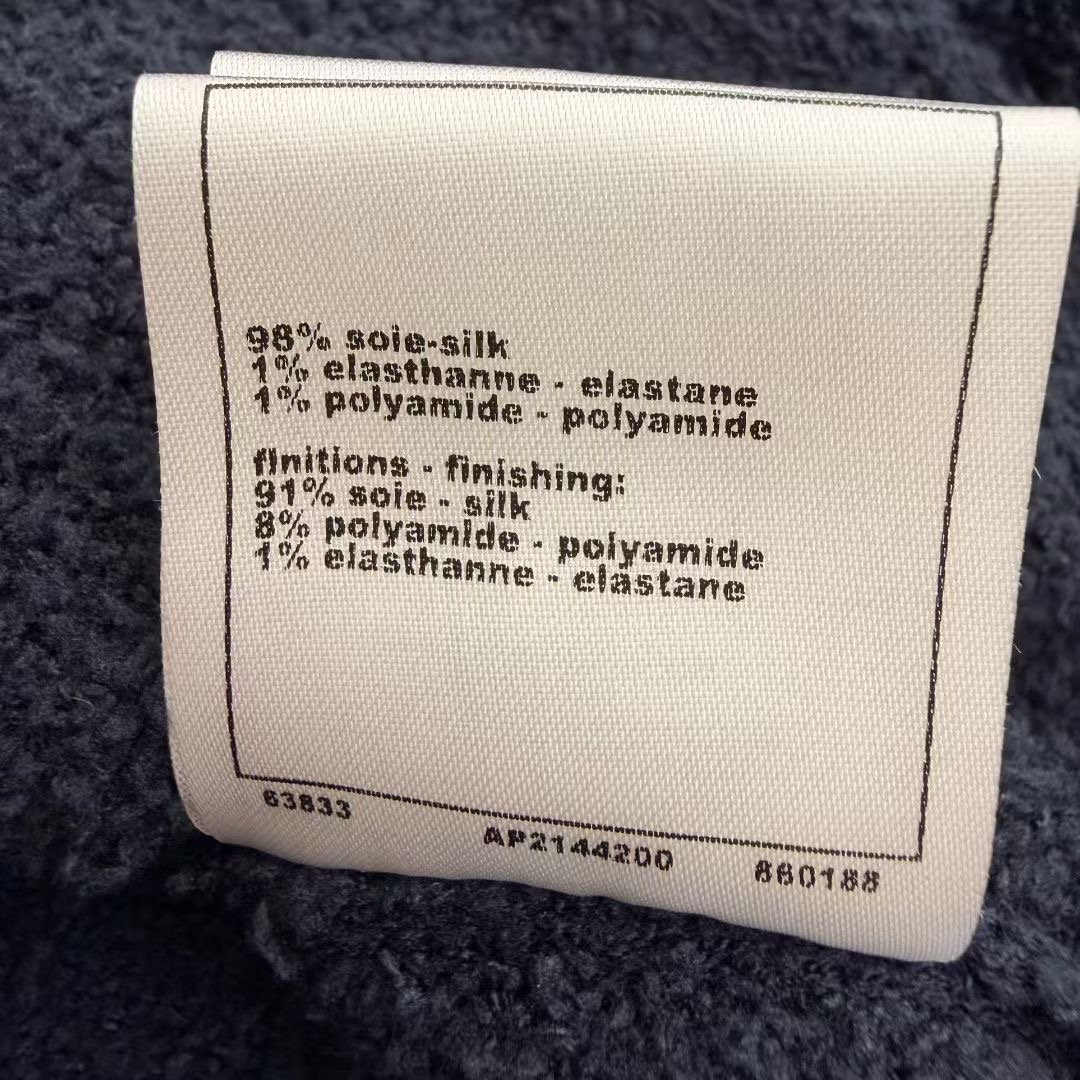 98% soie-silk
1% elasthanne - elastane
1% polyamide - polyamide
finitions - finishing:
91% soie - silk
8% polyamide - polyamide
1% elasthanne - elastane
63833
AP2144200
860188